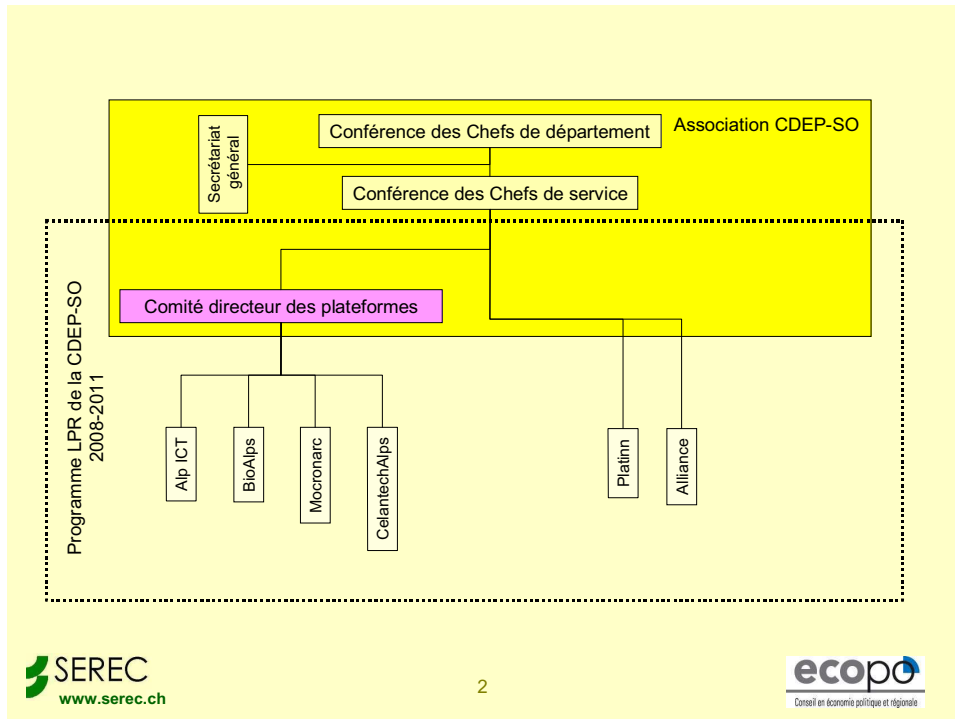 Association CDEP-SO
Conférence des Chefs de département
Secrétariat
général
Conférence des Chefs de service
Comité directeur des plateformes
Programme LPR de la CDEP-SO
2008-2011
Alp ICT
BioAlps
Mocronarc
CelantechAlps
Platinn
Alliance
SEREC
www.serec.ch
2
ecopo
Conseil en économie politique et régionale